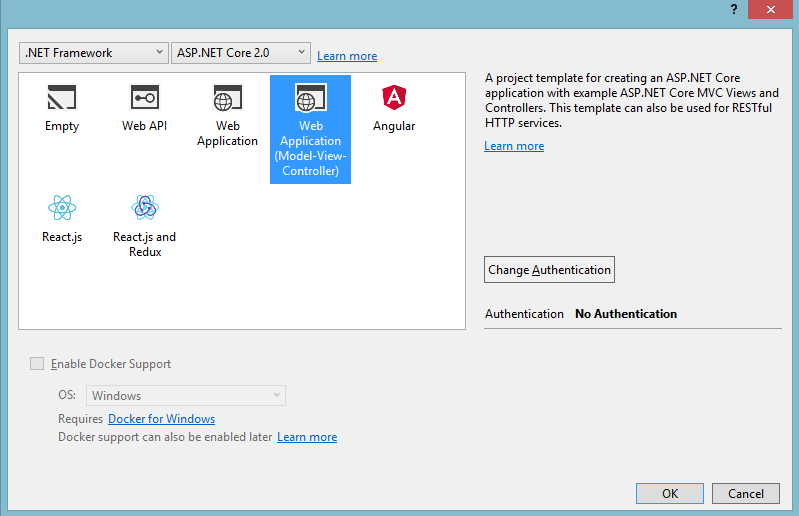 ?
.NET Framework
ASP.NET Core 2.0
Learn more
Empty
Web API
Web
Application
Web
Application
(Model-View-
Controller)
Angular
React.js
React.js and
Redux
A project template for creating an ASP.NET Core
application with example ASP.NET Core MVC Views and
Controllers. This template can also be used for RESTful
HTTP services.
Learn more
Change Authentication
Authentication No Authentication
Enable Docker Support
OS: Windows
Requires Docker for Windows
Docker support can also be enabled later Learn more
OK
Cancel